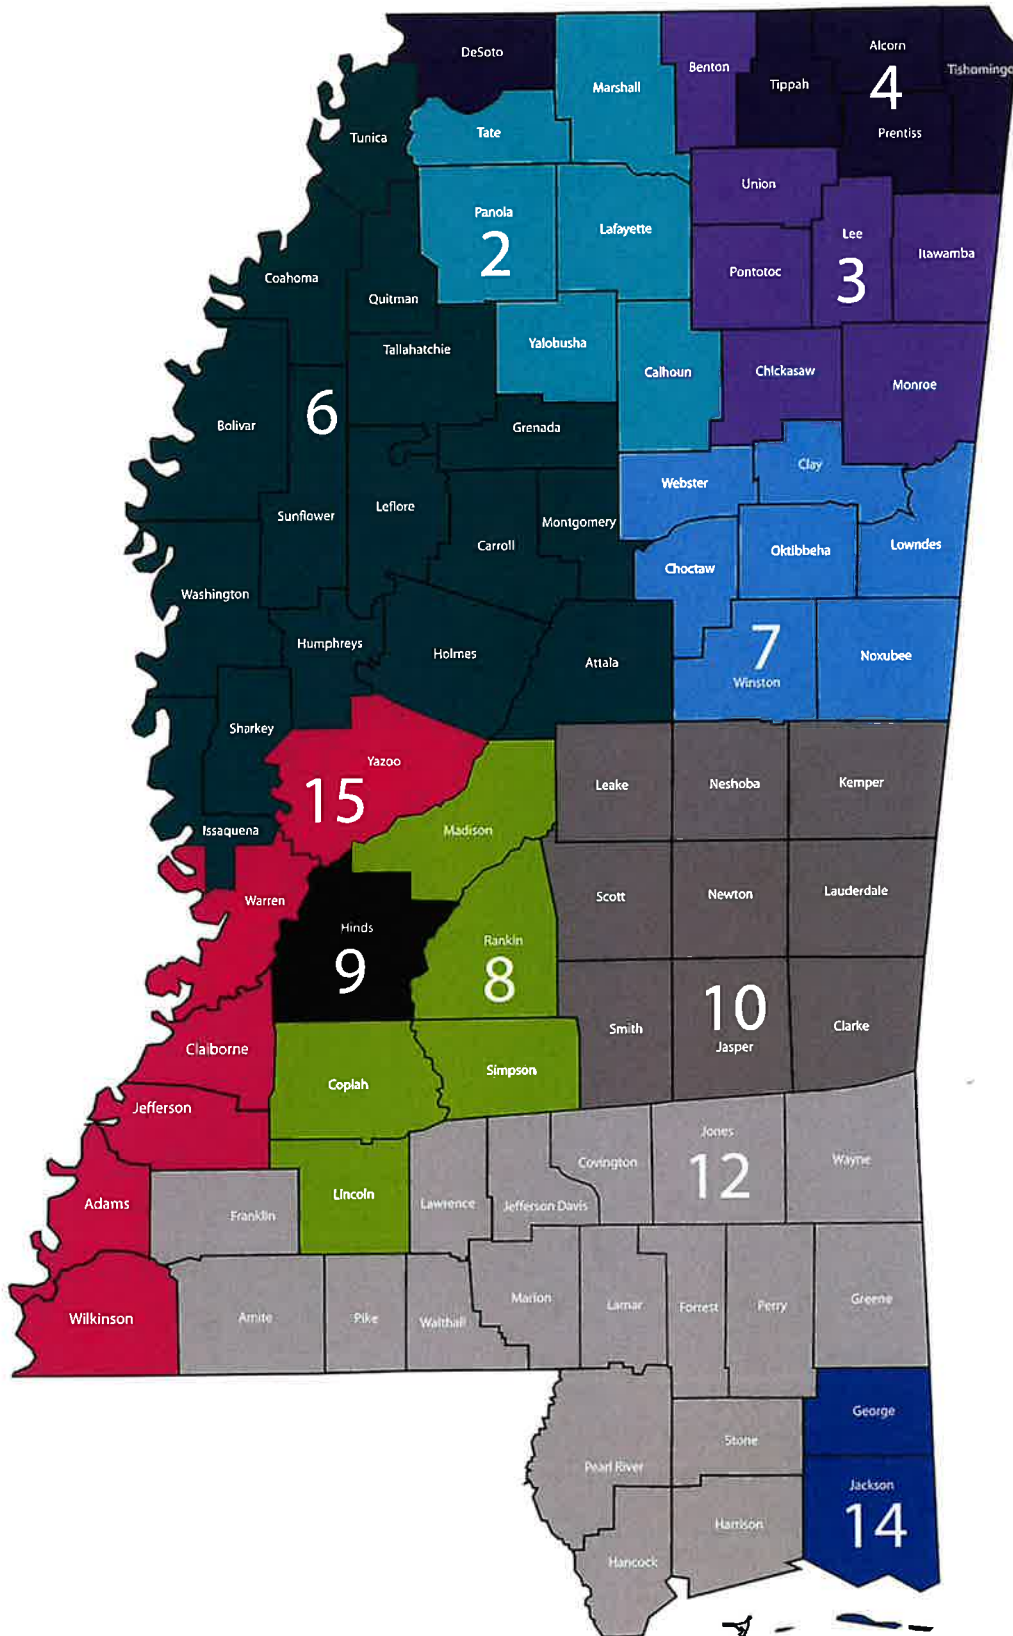 DeSoto
Marshall
Benton
Tippah
Alcorn
4
Tishomingo
Prentiss
Tunica
Tate
Union
Panola
2
Lafayette
Lee
3
Itawamba
Pontotoc
Coahoma
Quitman
Tallahatchie
Yalobusha
Calhoun
Chickasaw
Monroe
Bolivar
6
Grenada
Webster
Clay
Sunflower
Leflore
Carroll
Montgomery
Choctaw
Oktibbeha
Lowndes
Washington
Humphreys
Holmes
Attala
7
Winston
Noxubee
Sharkey
Yazoo
15
Leake
Neshoba
Kemper
Issaquena
Madison
Warren
Hinds
9
Rankin
8
Scott
Newton
Lauderdale
Claiborne
Copiah
Simpson
Smith
10
Jasper
Clarke
Jefferson
Jones
12
Covington
Wayne
Adams
Franklin
Lincoln
Lawrence
Jefferson Davis
Wilkinson
Amite
Pike
Walthall
Marion
Lamar
Forrest
Perry
Greene
George
Stone
Pearl River
Jackson
14
Harrison
Hancock